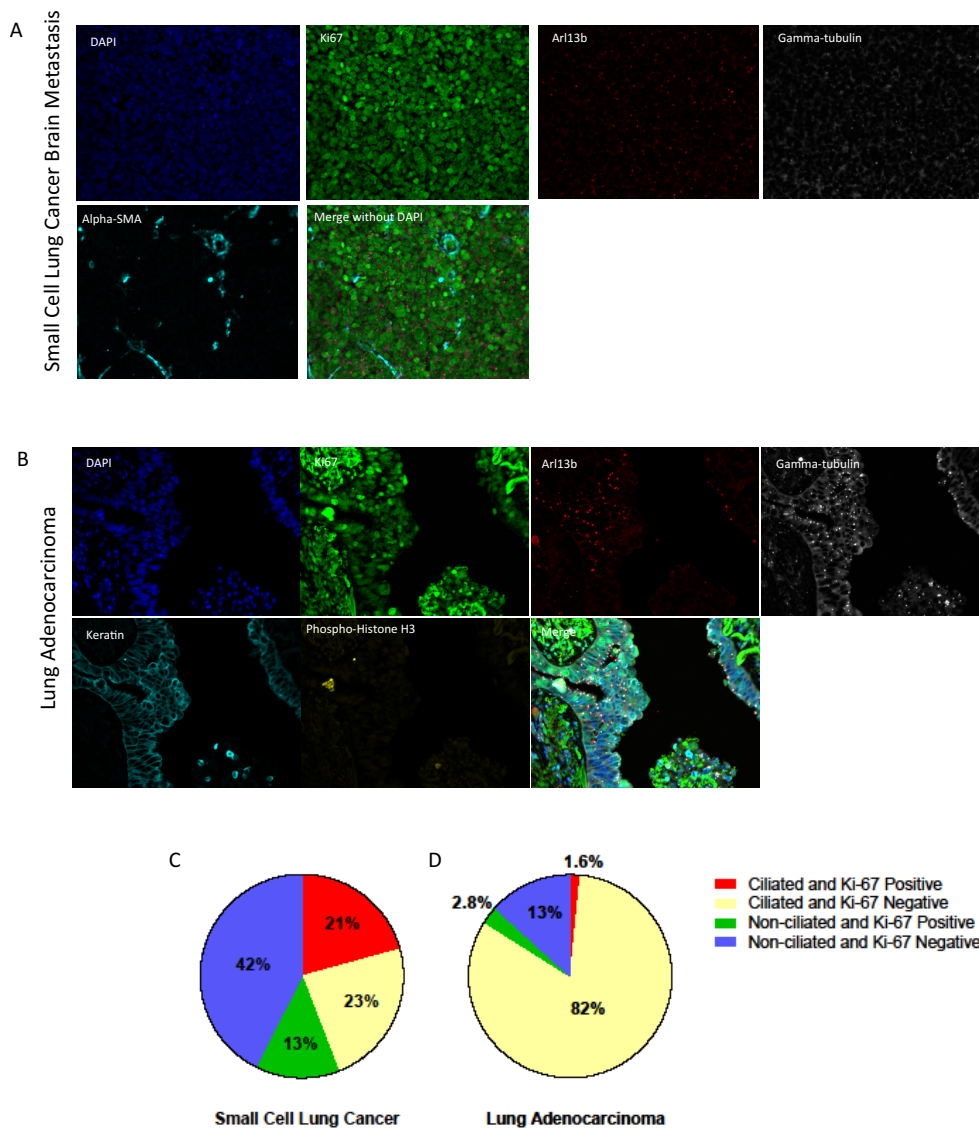 A
Small Cell Lung Cancer Brain Metastasis
DAPI
Ki67
Arl13b
Gamma-tubulin
Alpha-SMA
Merge without DAPI
B
Lung Adenocarcinoma
DAPI
Ki67
Arl13b
Gamma-tubulin
Keratin
Phospho-Histone H3
Merge
C
21%
23%
13%
42%
Small Cell Lung Cancer
D
1.6%
2.8%
13%
82%
Lung Adenocarcinoma
Ciliated and Ki-67 Positive
Ciliated and Ki-67 Negative
Non-ciliated and Ki-67 Positive
Non-ciliated and Ki-67 Negative